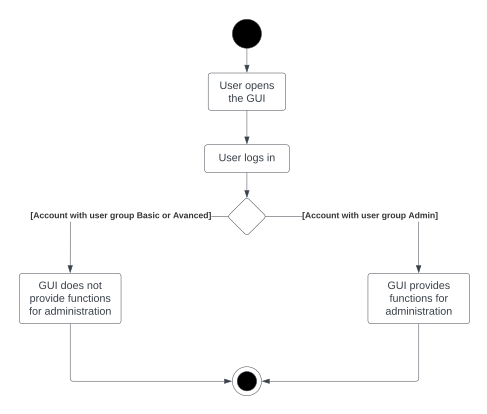 User opens
the GUI
User logs in
[Account with user group Basic or Avanced]
[Account with user group Admin]
GUI does not
provide functions
for administration
GUI provides
functions for
administration